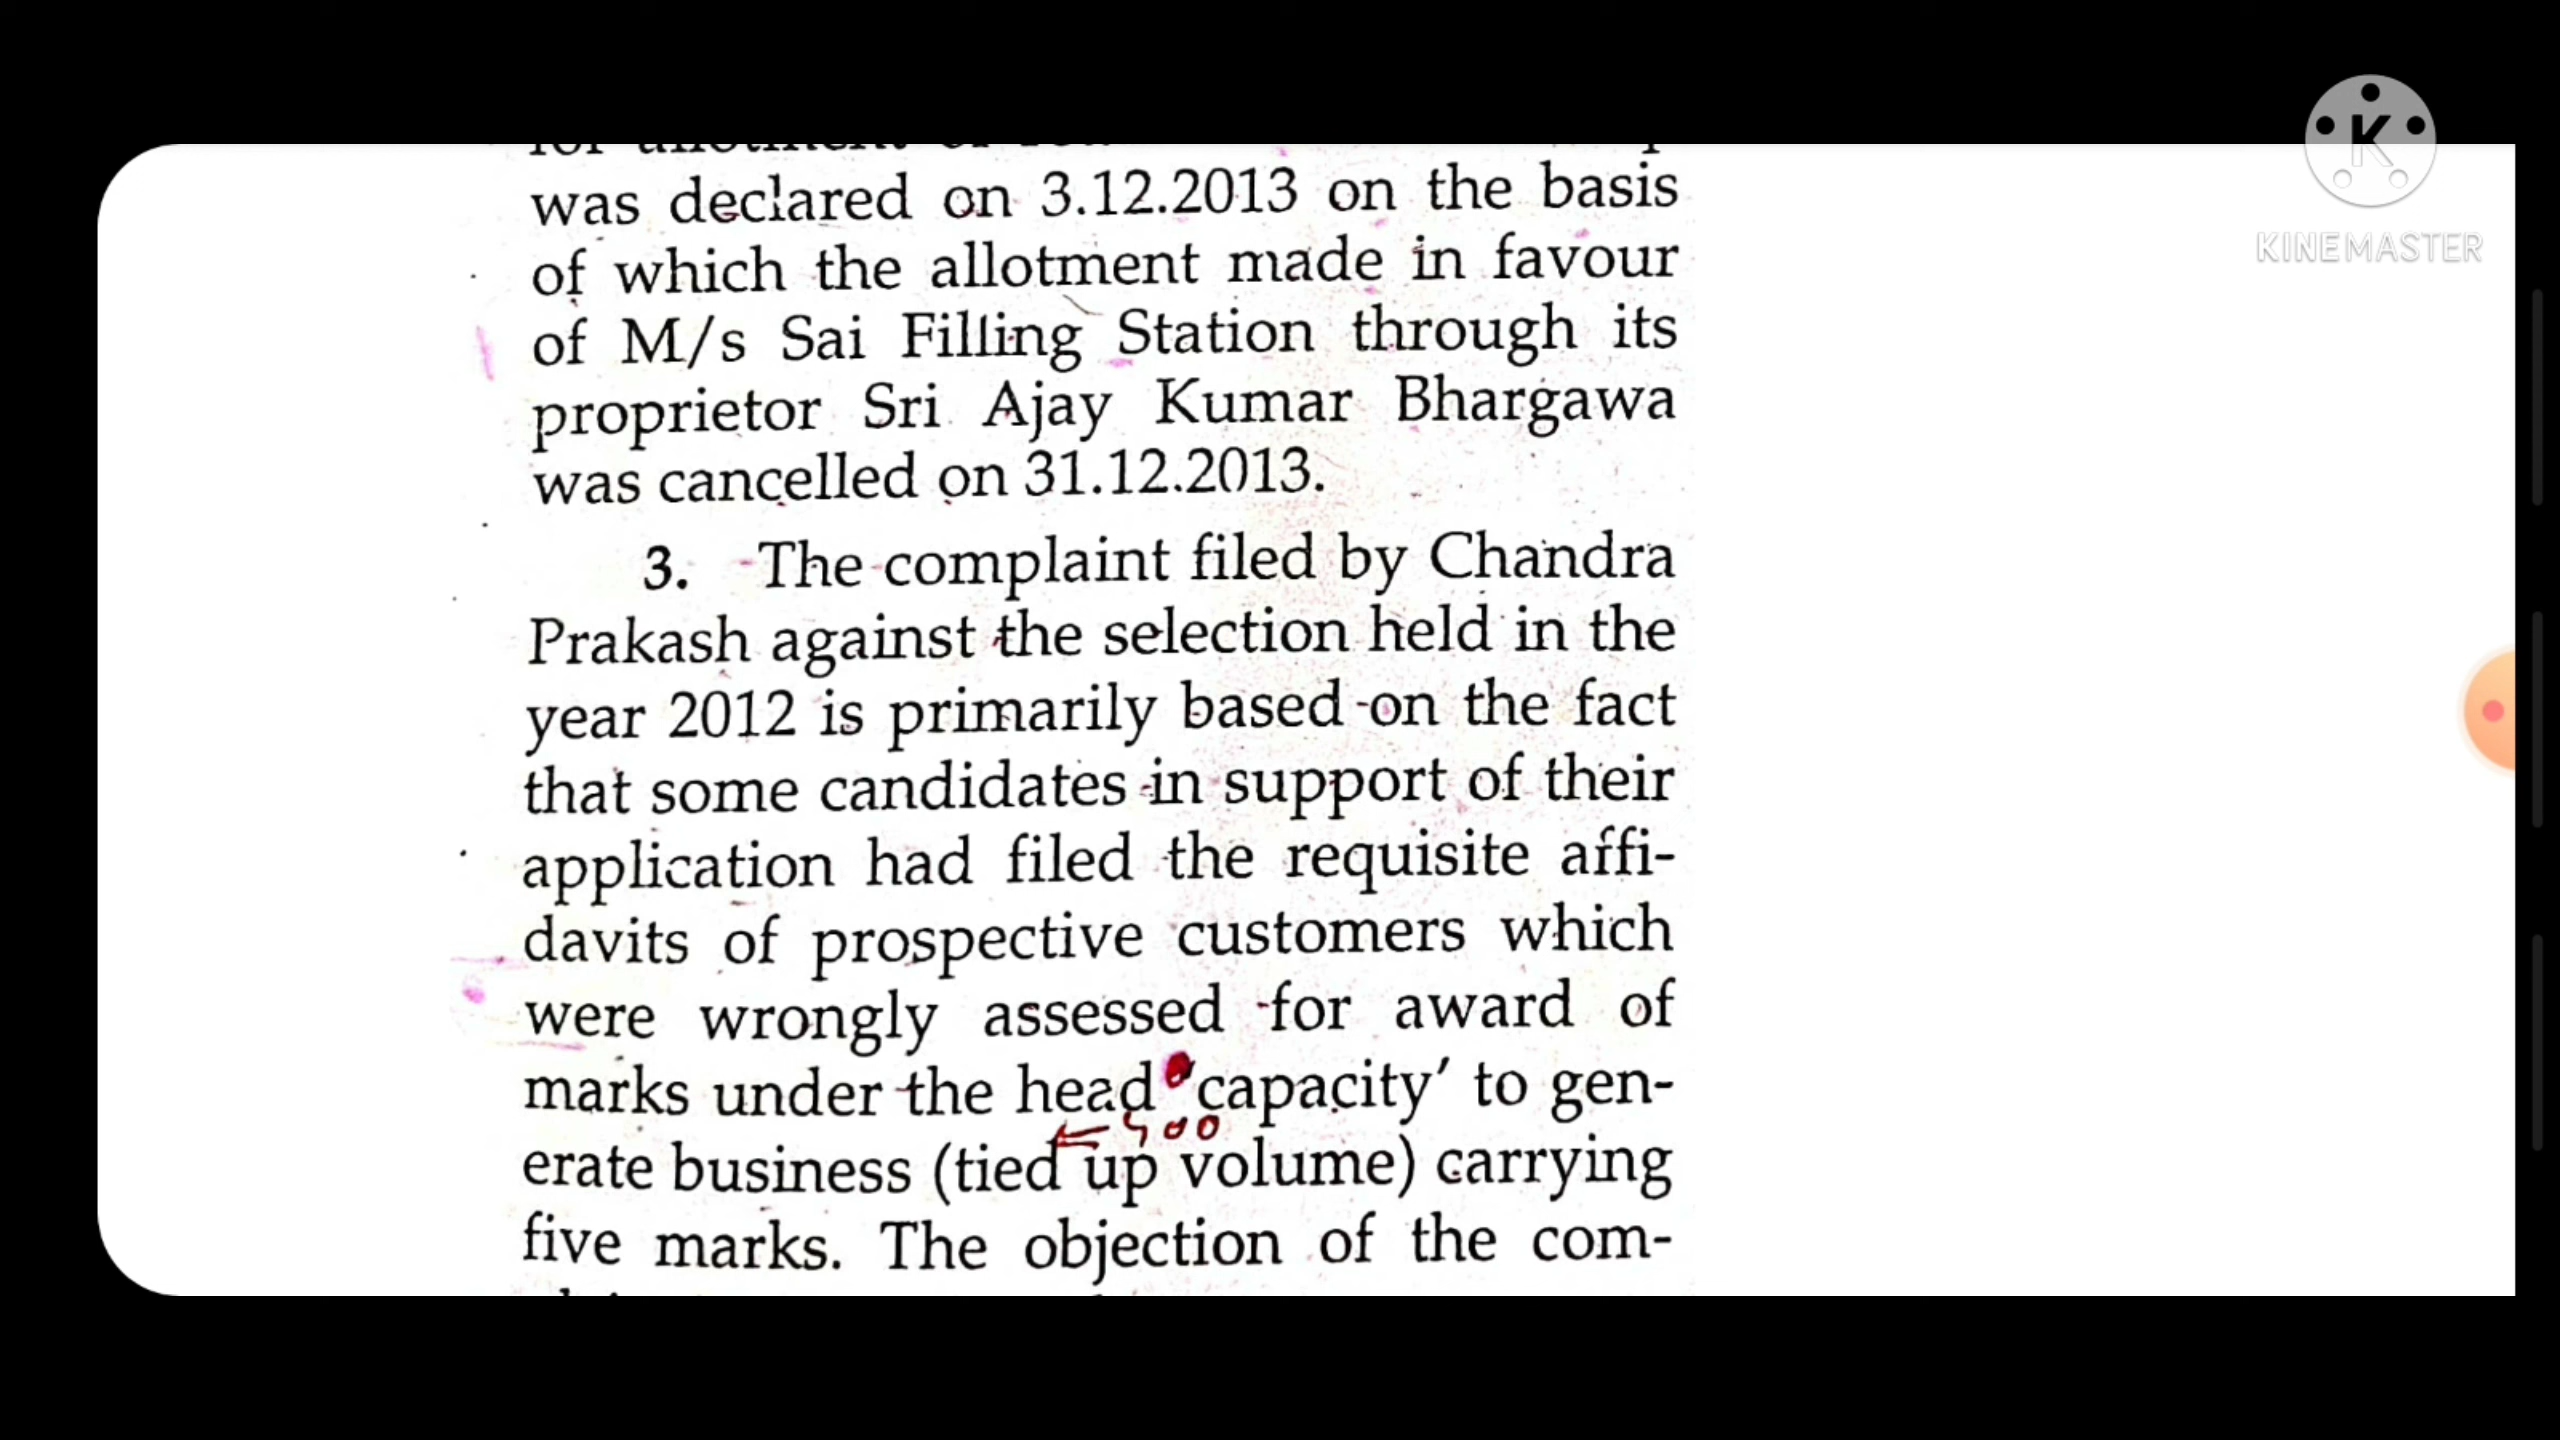 KINEMASTER
was declared on 3.12.2013 on the basis
of which the allotment made in favour
of M/s Sai Filling Station through its
proprietor Sri Ajay Kumar Bhargawa
was cancelled on 31.12.2013.
3. The complaint filed by Chandra
Prakash against the selection held in the
year 2012 is primarily based on the fact
that some candidates in support of their
application had filed the requisite affi-
davits of prospective customers which
were wrongly assessed for award of
marks under the head 'capacity' to gen-
erate business (tied up volume) carrying
five marks. The objection of the com-